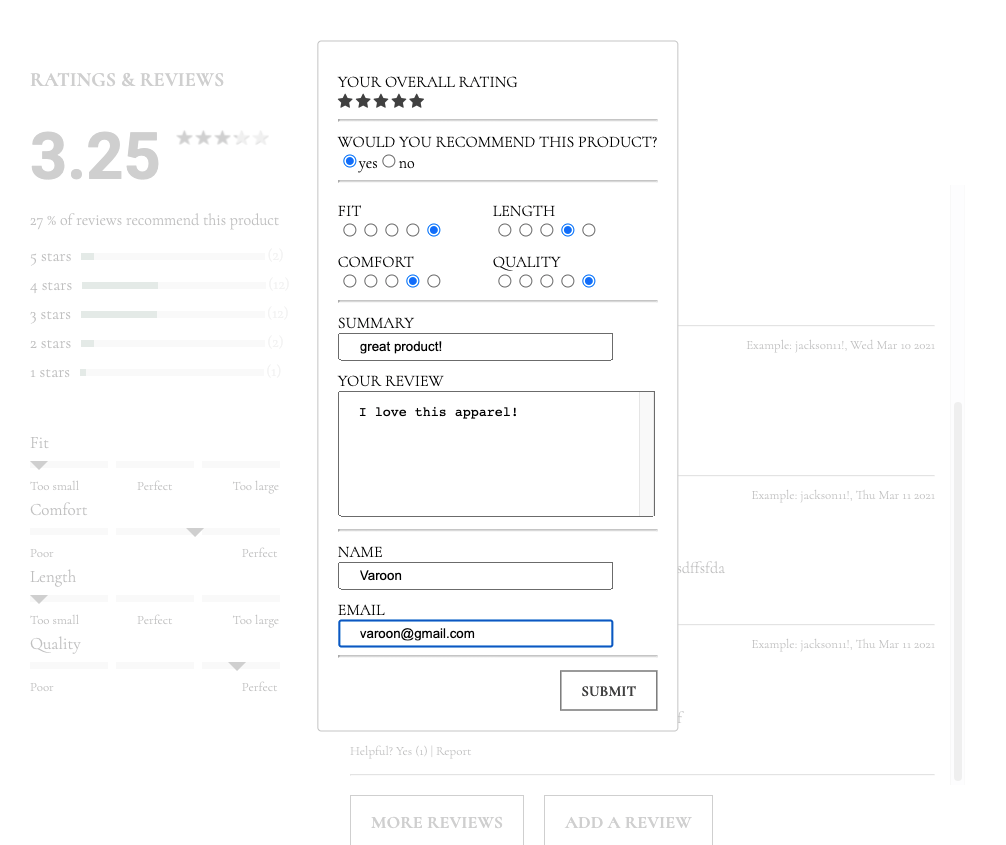 RATINGS & REVIEWS
3.25
27 % of reviews recommend this product
5 stars (2)
4 stars (12)
3 stars (12)
2 stars (2)
1 stars (1)
Fit
Too small Perfect Too large
Comfort
Poor Perfect
Length
Too small Perfect Too large
Quality
Poor Perfect
YOUR OVERALL RATING
WOULD YOU RECOMMEND THIS PRODUCT?
yes no
FIT LENGTH
COMFORT QUALITY
SUMMARY
great product!
YOUR REVIEW
I love this apparel!
NAME
Varoon
EMAIL
varoon@gmail.com
SUBMIT
Example: jackson11!, Wed Mar 10 2021
Example: jackson11!, Thu Mar 11 2021
sdffsfda
Example: jackson11!, Thu Mar 11 2021
f
Helpful? Yes (1) | Report
MORE REVIEWS ADD A REVIEW